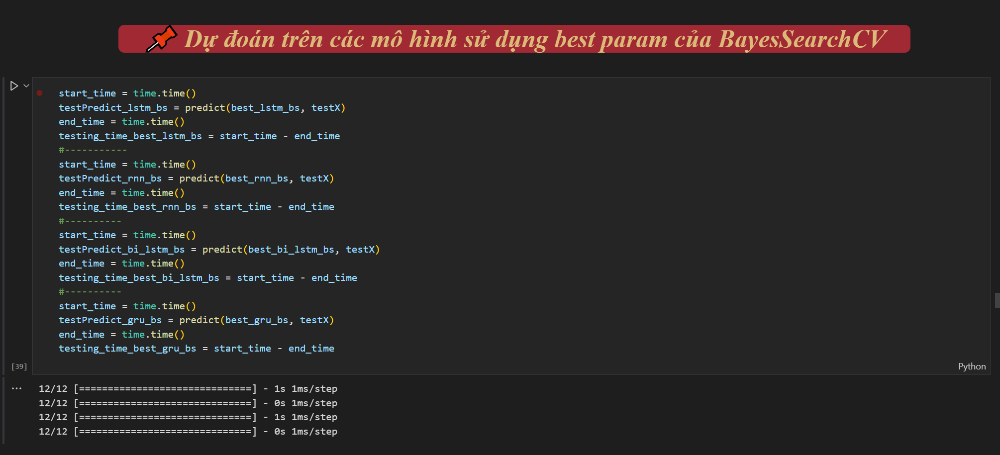 Dự đoán trên các mô hình sử dụng best param của BayesSearchCV
start_time = time.time()
testPredict_lstm_bs = predict(best_lstm_bs, testX)
end_time = time.time()
testing_time_best_lstm_bs = start_time - end_time
#-----------
start_time = time.time()
testPredict_rnn_bs = predict(best_rnn_bs, testX)
end_time = time.time()
testing_time_best_rnn_bs = start_time - end_time
#----------
start_time = time.time()
testPredict_bi_lstm_bs = predict(best_bi_lstm_bs, testX)
end_time = time.time()
testing_time_best_bi_lstm_bs = start_time - end_time
#----------
start_time = time.time()
testPredict_gru_bs = predict(best_gru_bs, testX)
end_time = time.time()
testing_time_best_gru_bs = start_time - end_time
[39]
Python
12/12 [==============================] - 1s 1ms/step
12/12 [==============================] - 0s 1ms/step
12/12 [==============================] - 1s 1ms/step
12/12 [==============================] - 0s 1ms/step